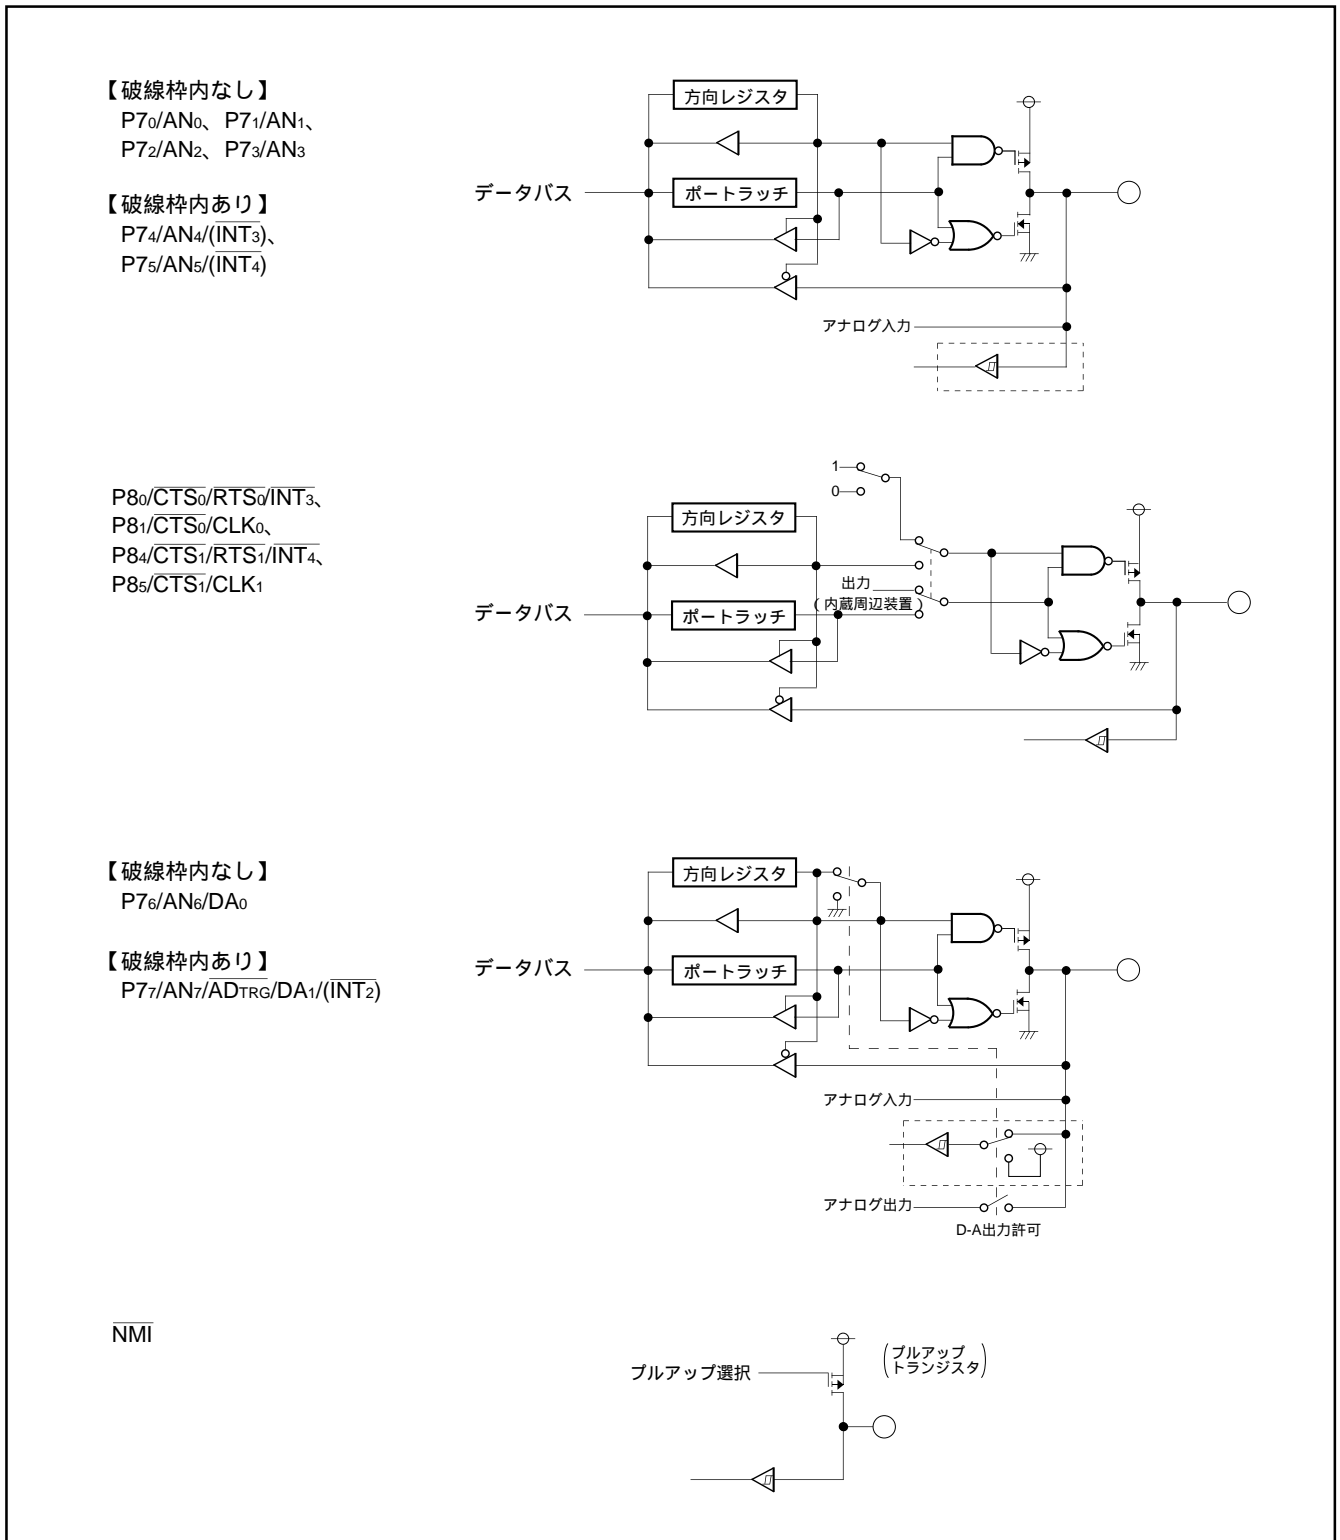 【破線枠内なし】
P70/AN0、P71/AN1、
P72/AN2、P73/AN3
【破線枠内あり】
P74/AN4/(INT3)、
P75/AN5/(INT4)
データバス
方向レジスタ
ポートラッチ
アナログ入力
P80/CTS0/RTS0/INT3、
P81/CTS0/CLK0、
P84/CTS1/RTS1/INT4、
P85/CTS1/CLK1
データバス
方向レジスタ
ポートラッチ
1
0
出力
(内蔵周辺装置)
【破線枠内なし】
P76/AN6/DA0
【破線枠内あり】
P77/AN7/ADTRG/DA1/(INT2)
データバス
方向レジスタ
ポートラッチ
アナログ入力
アナログ出力
D-A出力許可
NMI
プルアップ選択
(プルアップ
トランジスタ)